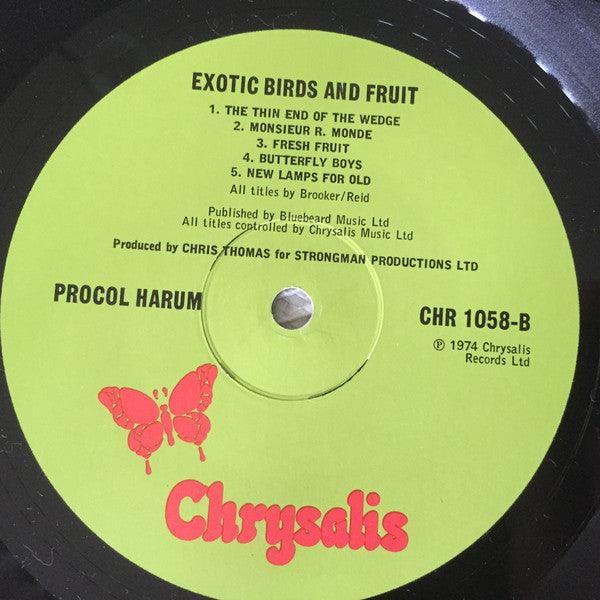 EXOTIC BIRDS AND FRUIT
1. THE THIN END OF THE WEDGE
2. MONSIEUR R. MONDE
3. FRESH FRUIT
4. BUTTERFLY BOYS
5. NEW LAMPS FOR OLD
All titles by Brooker/Reid
Published by Bluebeard Music Ltd
All titles controlled by Chrysalis Music Ltd
Produced by CHRIS THOMAS for STRONGMAN PRODUCTIONS LTD
PROCOL HARUM
CHR 1058-B
℗ 1974 Chrysalis
Records Ltd
Chrysalis